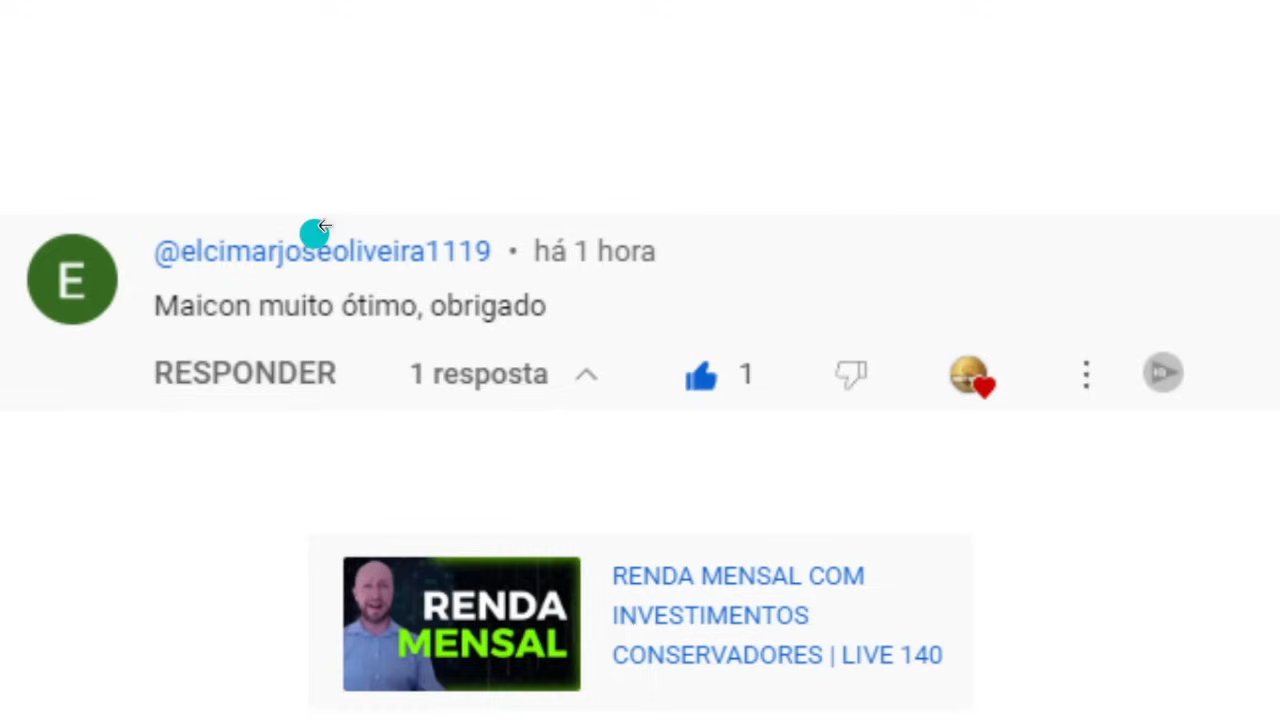 E
@elcimarjoseoliveira1119 • há 1 hora
Maicon muito ótimo, obrigado
RESPONDER 1 resposta 1
RENDA
MENSAL
RENDA MENSAL COM
INVESTIMENTOS
CONSERVADORES | LIVE 140